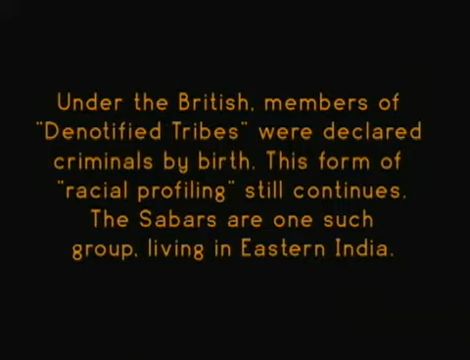 Under the British, members of
"Denotified Tribes" were declared
criminals by birth. This form of
"racial profiling" still continues.
The Sabars are one such
group, living in Eastern India.